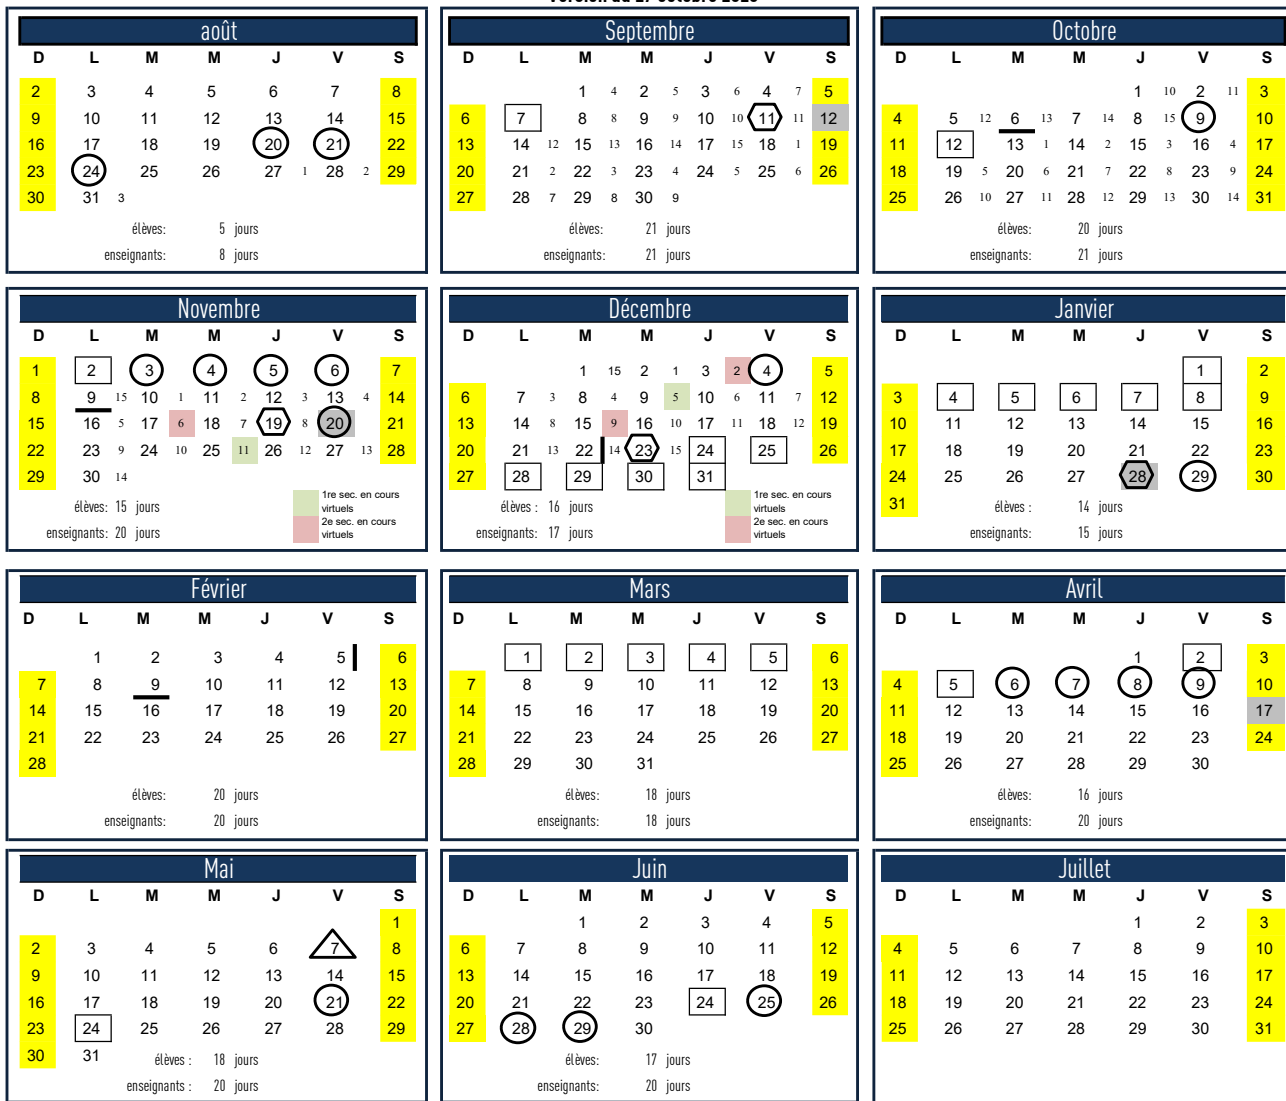 Version du 27 octobre 2020
août
D L M M J V S
2 3 4 5 6 7 8
9 10 11 12 13 14 15
16 17 18 19 20 21 22
23 24 25 26 27 1 28 2 29
30 31 3
élèves: 5 jours
enseignants: 8 jours
Septembre
D L M M J V S
1 4 2 5 3 6 4 7 5
6 7 8 8 9 9 10 10 11 11 12
13 14 12 15 13 16 14 17 15 18 1 19
20 21 2 22 3 23 4 24 5 25 6 26
27 28 7 29 8 30 9
élèves: 21 jours
enseignants: 21 jours
Octobre
D L M M J V S
1 10 2 11 3
4 5 12 6 13 7 14 8 15 9 10
11 12 13 1 14 2 15 3 16 4 17
18 19 5 20 6 21 7 22 8 23 9 24
25 26 10 27 11 28 12 29 13 30 14 31
élèves: 20 jours
enseignants: 21 jours
Novembre
D L M M J V S
1 2 3 4 5 6 7
8 9 15 10 1 11 2 12 3 13 4 14
15 16 5 17 6 18 7 19 8 20 21
22 23 9 24 10 25 11 26 12 27 13 28
29 30 14
élèves: 15 jours
enseignants: 20 jours
1re sec. en cours
virtuels
2e sec. en cours
virtuels
Décembre
D L M M J V S
1 15 2 1 3 2 4 5
6 7 3 8 4 9 5 10 6 11 7 12
13 14 8 15 9 16 10 17 11 18 12 19
20 21 13 22 14 23 15 24 25 26
27 28 29 30 31
élèves : 16 jours
enseignants: 17 jours
1re sec. en cours
virtuels
2e sec. en cours
virtuels
Janvier
D L M M J V S
1 2
3 4 5 6 7 8 9
10 11 12 13 14 15 16
17 18 19 20 21 22 23
24 25 26 27 28 29 30
31
élèves : 14 jours
enseignants: 15 jours
Février
D L M M J V S
1 2 3 4 5 6
7 8 9 10 11 12 13
14 15 16 17 18 19 20
21 22 23 24 25 26 27
28
élèves: 20 jours
enseignants: 20 jours
Mars
D L M M J V S
1 2 3 4 5 6
7 8 9 10 11 12 13
14 15 16 17 18 19 20
21 22 23 24 25 26 27
28 29 30 31
élèves: 18 jours
enseignants: 18 jours
Avril
D L M M J V S
1 2 3
4 5 6 7 8 9 10
11 12 13 14 15 16 17
18 19 20 21 22 23 24
25 26 27 28 29 30
élèves: 16 jours
enseignants: 20 jours
Mai
D L M M J V S
1
2 3 4 5 6 7 8
9 10 11 12 13 14 15
16 17 18 19 20 21 22
23 24 25 26 27 28 29
30 31
élèves : 18 jours
enseignants : 20 jours
Juin
D L M M J V S
1 2 3 4 5
6 7 8 9 10 11 12
13 14 15 16 17 18 19
20 21 22 23 24 25 26
27 28 29 30
élèves: 17 jours
enseignants: 20 jours
Juillet
D L M M J V S
1 2 3
4 5 6 7 8 9 10
11 12 13 14 15 16 17
18 19 20 21 22 23 24
25 26 27 28 29 30 31